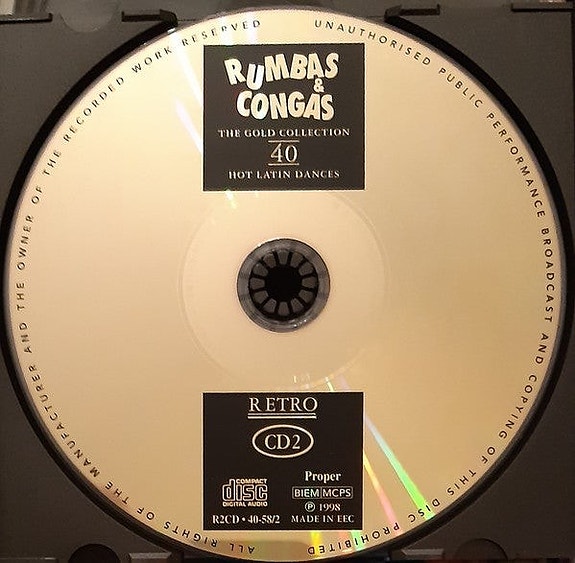 ALL RIGHTS OF THE MANUFACTURER AND THE OWNER OF THE RECORDED WORK RESERVED
UNAUTHORISED PUBLIC PERFORMANCE BROADCAST AND COPYING OF THIS DISC PROHIBITED
RUMBAS
&
CONGAS
THE GOLD COLLECTION
40
HOT LATIN DANCES
RETRO
CD2
COMPACT
disc
DIGITAL AUDIO
R2CD • 40-58/2
Proper
BIEM MCPS
℗ 1998
MADE IN EEC